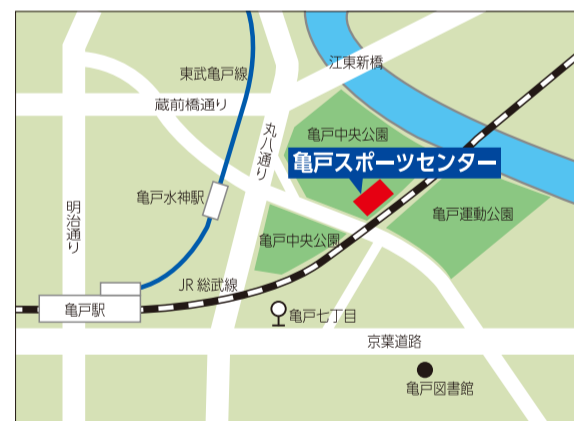 江東新橋
東武亀戸線
蔵前橋通り
丸八通り
亀戸中央公園
亀戸スポーツセンター
亀戸水神駅
明治通り
亀戸中央公園
亀戸運動公園
JR 総武線
亀戸駅
亀戸七丁目
京葉道路
亀戸図書館